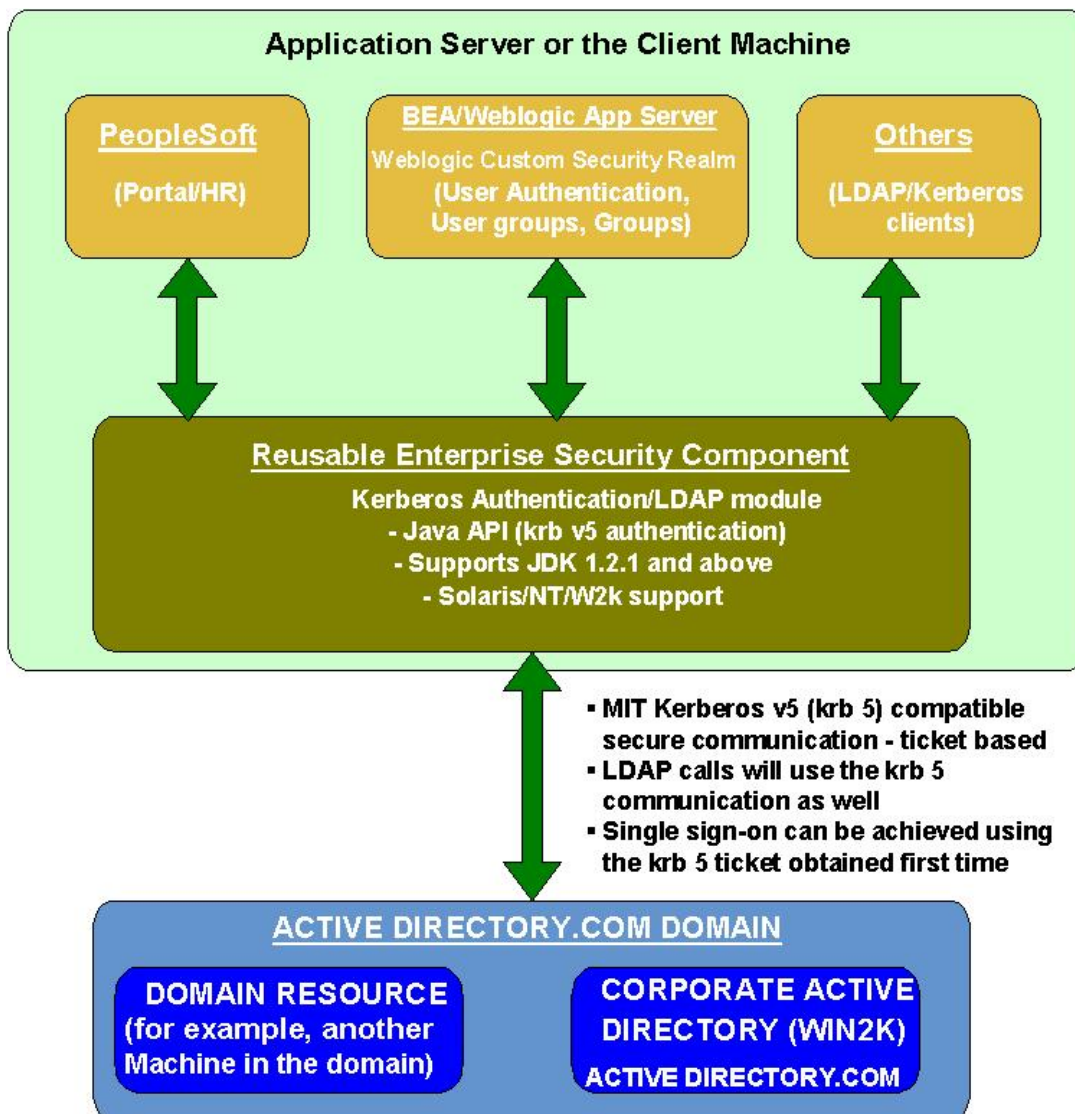 Application Server or the Client Machine
PeopleSoft
(Portal/HR)
BEA/Weblogic App Server
Weblogic Custom Security Realm
(User Authentication,
User groups, Groups)
Others
(LDAP/Kerberos
clients)
Reusable Enterprise Security Component
Kerberos Authentication/LDAP module
- Java API (krb v5 authentication)
- Supports JDK 1.2.1 and above
- Solaris/NT/W2k support
▪ MIT Kerberos v5 (krb 5) compatible
secure communication - ticket based
▪ LDAP calls will use the krb 5
communication as well
▪ Single sign-on can be achieved using
the krb 5 ticket obtained first time
ACTIVE DIRECTORY.COM DOMAIN
DOMAIN RESOURCE
(for example, another
Machine in the domain)
CORPORATE ACTIVE
DIRECTORY (WIN2K)
ACTIVE DIRECTORY.COM